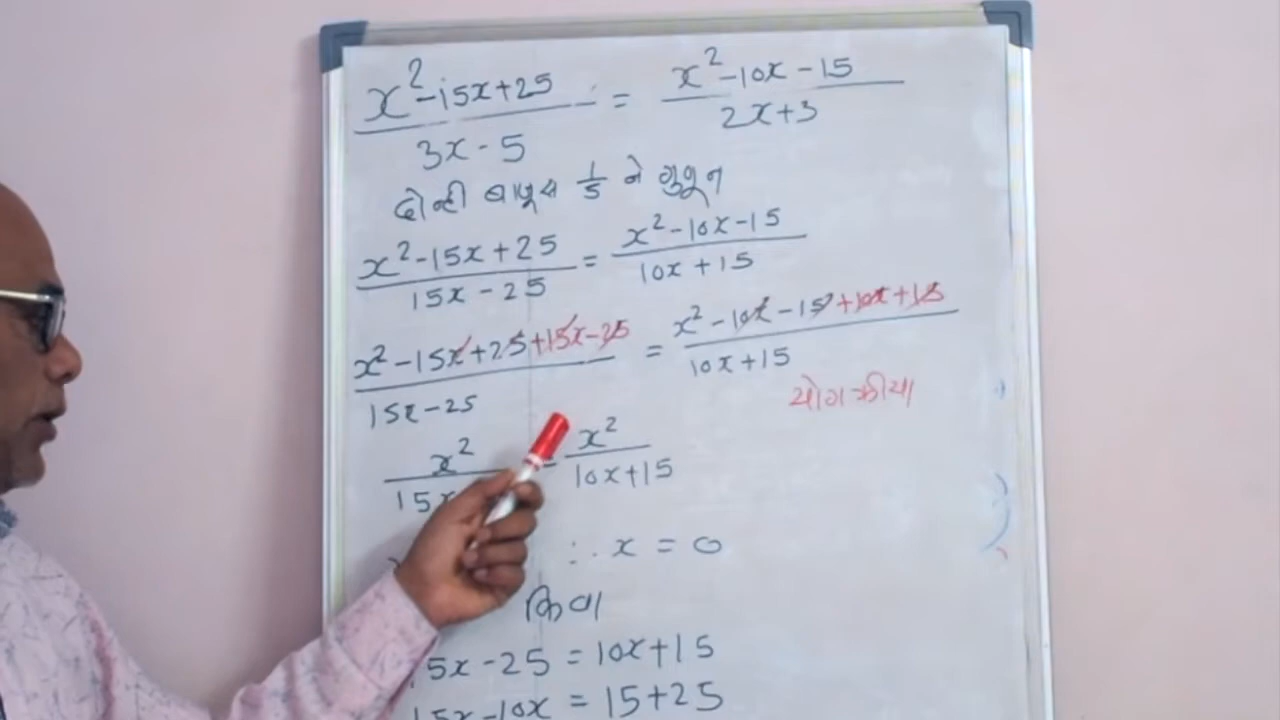 x² - 15x + 25 / 3x - 5 = x² - 10x - 15 / 2x + 3
दोन्ही बाजूस 1/5 ने गुणून
x² - 15x + 25 / 15x - 25 = x² - 10x - 15 / 10x + 15
x² - 15x + 25 + 15x - 25 / 15x - 25 = x² - 10x - 15 + 10x + 15 / 10x + 15
योगक्रीया
x² / 15x = x² / 10x + 15
∴ x = 0
किंवा
5x - 25 = 10x + 15
15x - 10x = 15 + 25